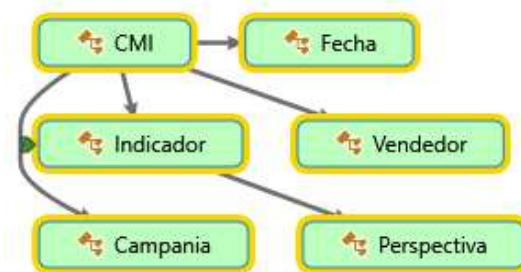 CMI
Fecha
Indicador
Vendedor
Campania
Perspectiva